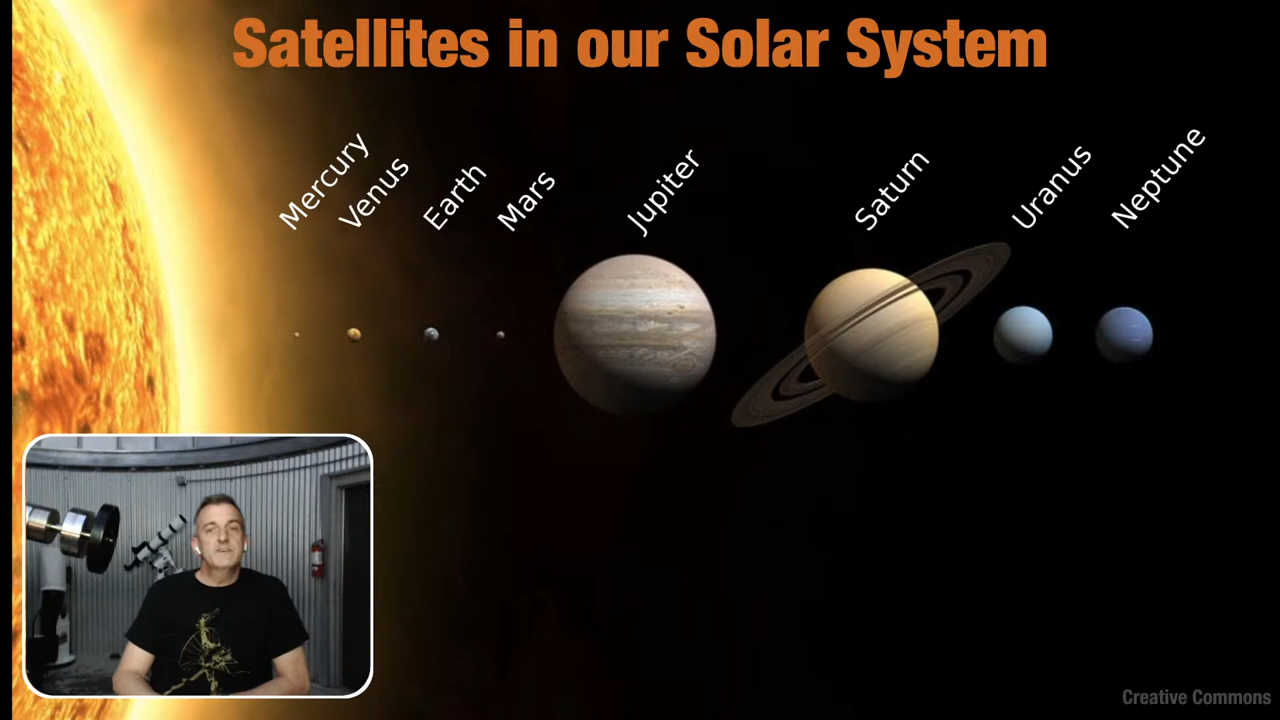 Satellites in our Solar System
Mercury
Venus
Earth
Mars
Jupiter
Saturn
Uranus
Neptune
Creative Commons